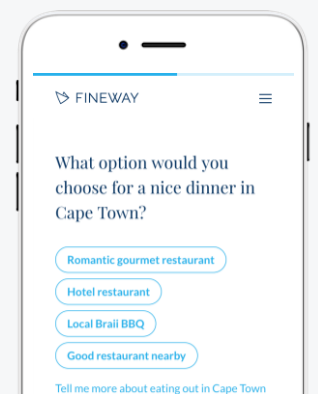 FINEWAY
What option would you
choose for a nice dinner in
Cape Town?
Romantic gourmet restaurant
Hotel restaurant
Local Braii BBQ
Good restaurant nearby
Tell me more about eating out in Cape Town